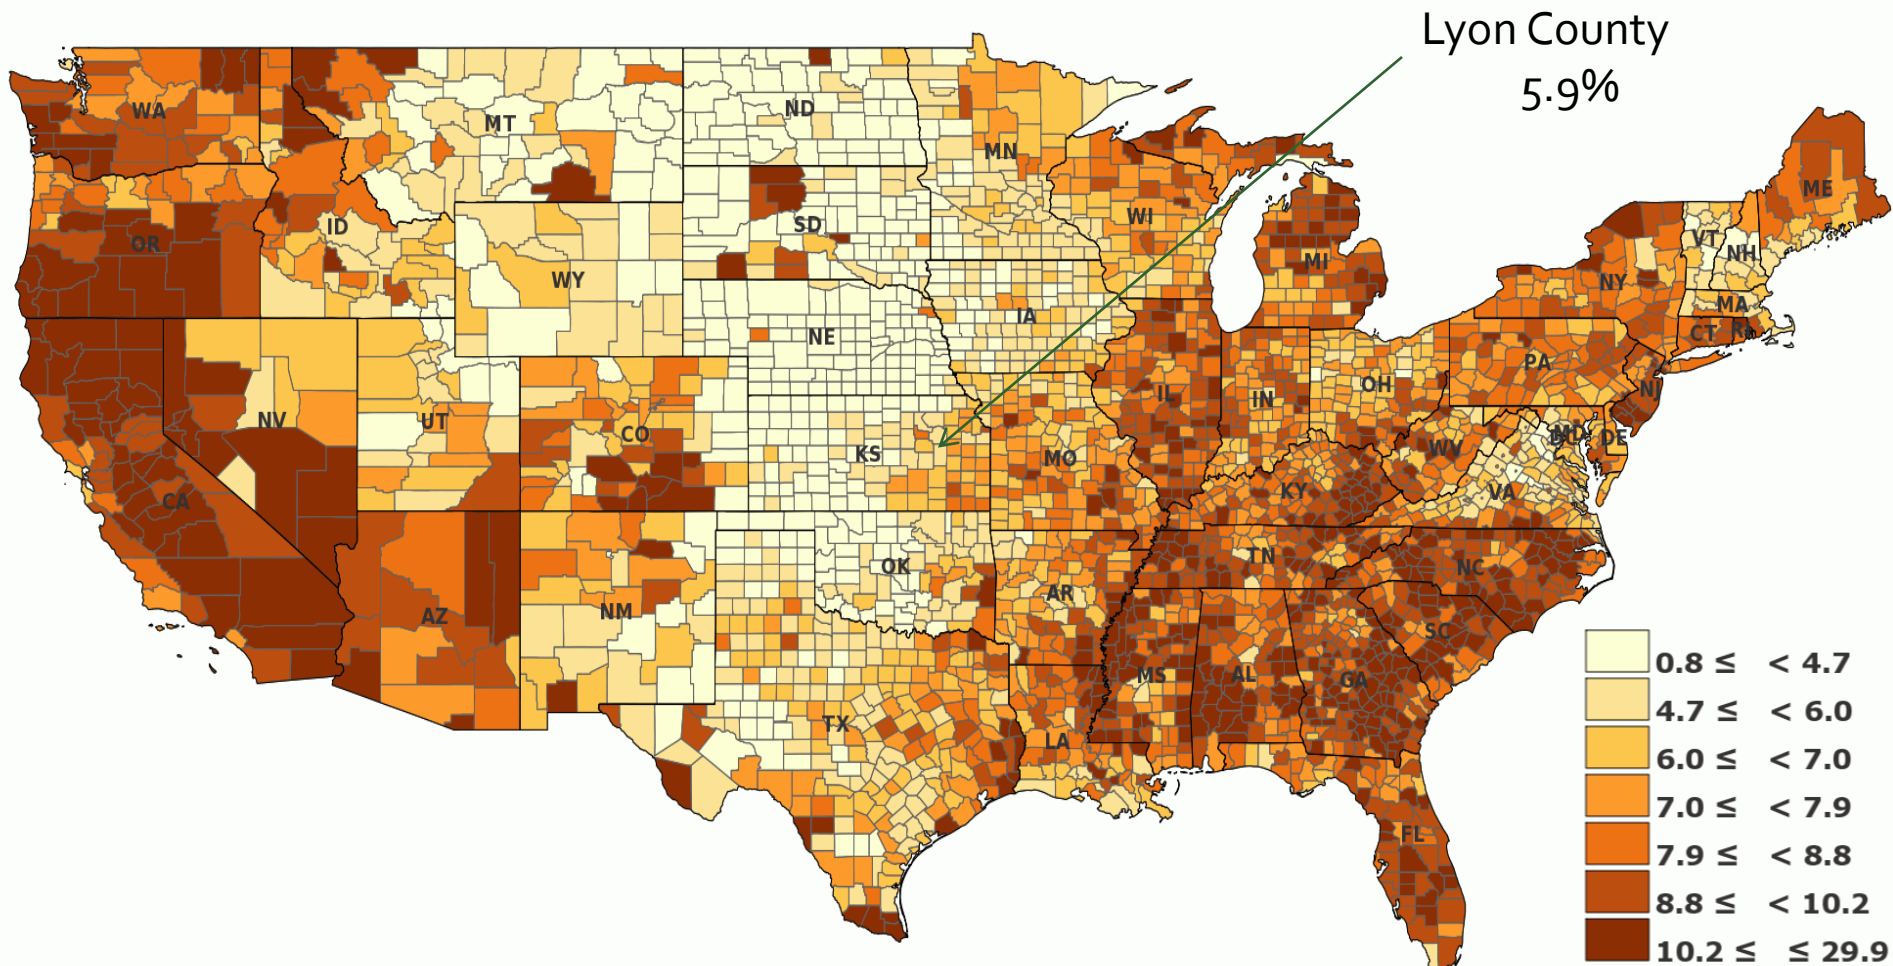 Lyon County
5.9%
WA
MT
ND
MN
ME
OR
ID
SD
WI
VT
NH
MI
NY
WY
MA
IA
CT
NE
PA
NJ
OH
IL
IN
NV
UT
CO
KS
MO
WV
MD
DE
CA
KY
VA
TN
OK
NC
AZ
NM
AR
SC
MS
AL
GA
TX
LA
FL
0.8 ≤ < 4.7
4.7 ≤ < 6.0
6.0 ≤ < 7.0
7.0 ≤ < 7.9
7.9 ≤ < 8.8
8.8 ≤ < 10.2
10.2 ≤ ≤ 29.9